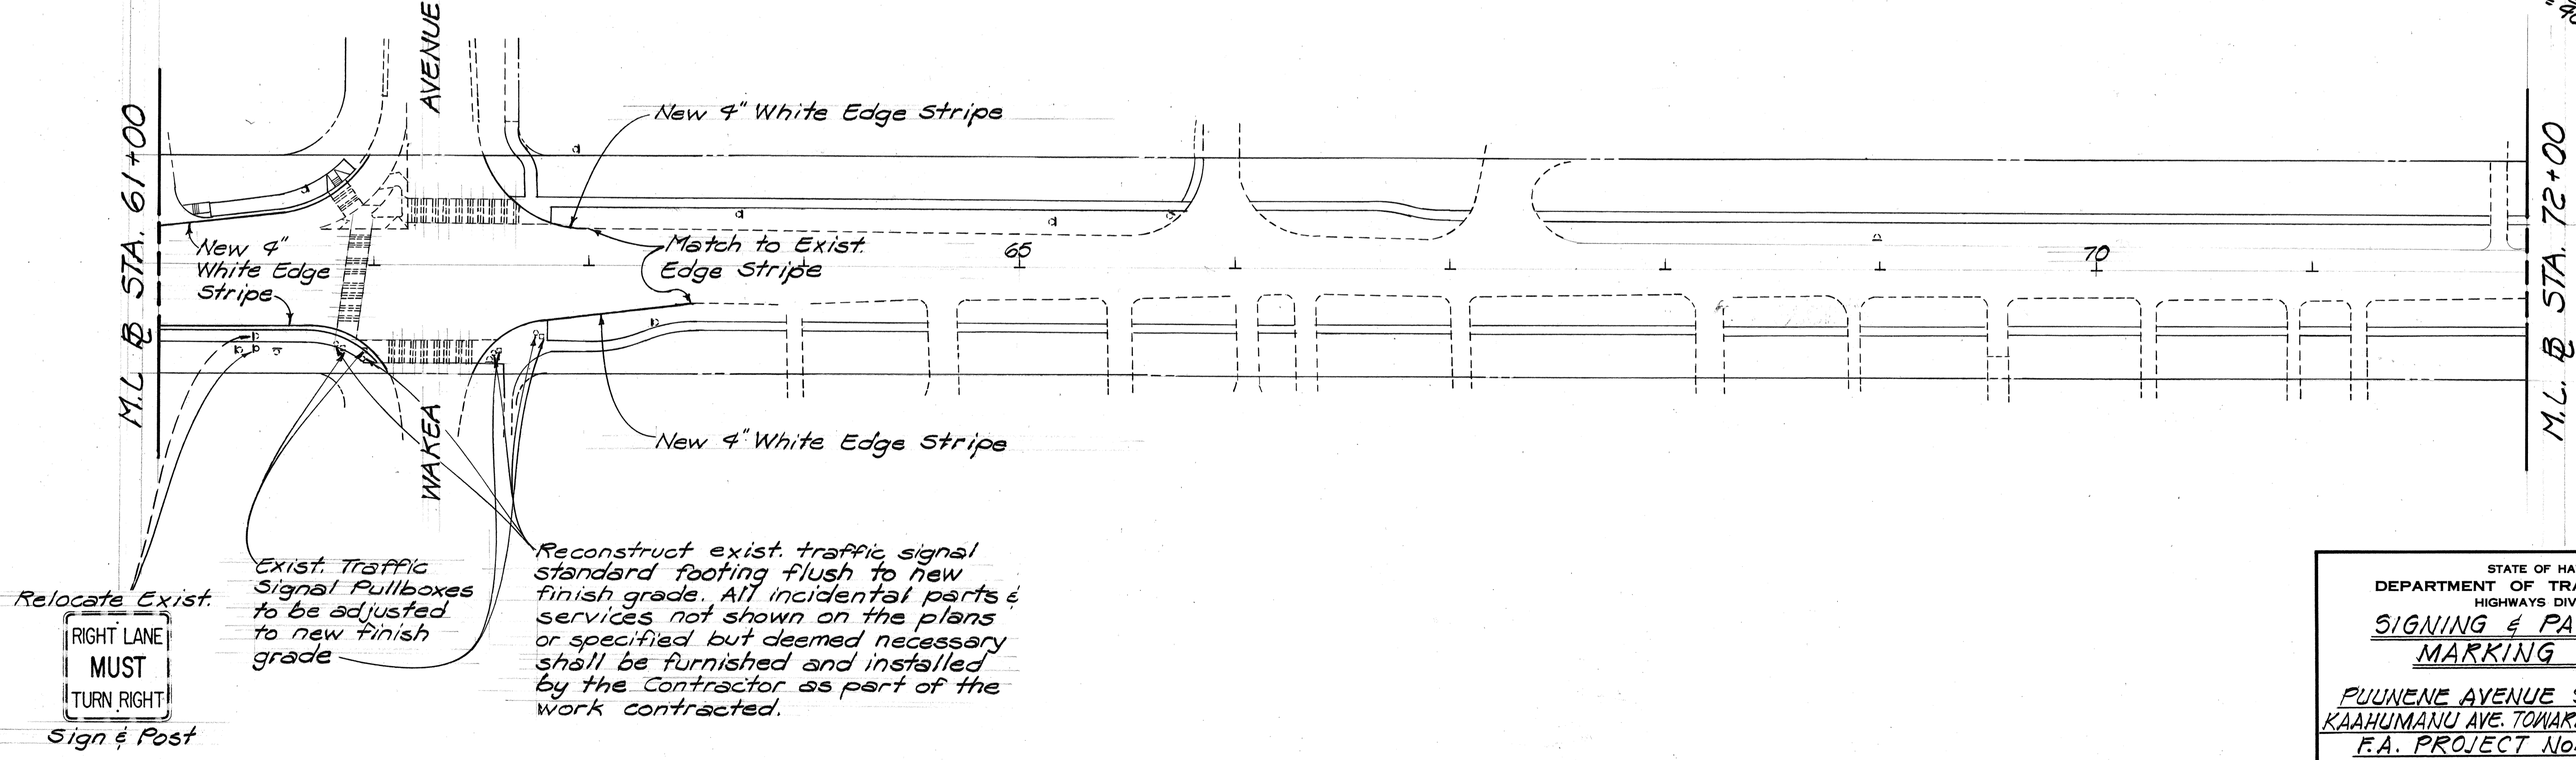 AVENUE
New 4" White Edge Stripe
M.L. ℄ STA. 61+00
New 4"
White Edge
Stripe
Match to Exist.
Edge Stripe
65
70
M.L. ℄ STA. 72+00
New 4" White Edge Stripe
WAKEA
Relocate Exist.
RIGHT LANE
MUST
TURN RIGHT
Sign & Post
Exist. Traffic
Signal Pullboxes
to be adjusted
to new finish
grade
Reconstruct exist. traffic signal
standard footing flush to new
finish grade. All incidental parts &
services not shown on the plans
or specified but deemed necessary
shall be furnished and installed
by the Contractor as part of the
work contracted.
STATE OF HA
DEPARTMENT OF TRA
HIGHWAYS DIV
SIGNING & PA
MARKING
PUUNENE AVENUE
KAAHUMANU AVE. TOWAR
F.A. PROJECT No.